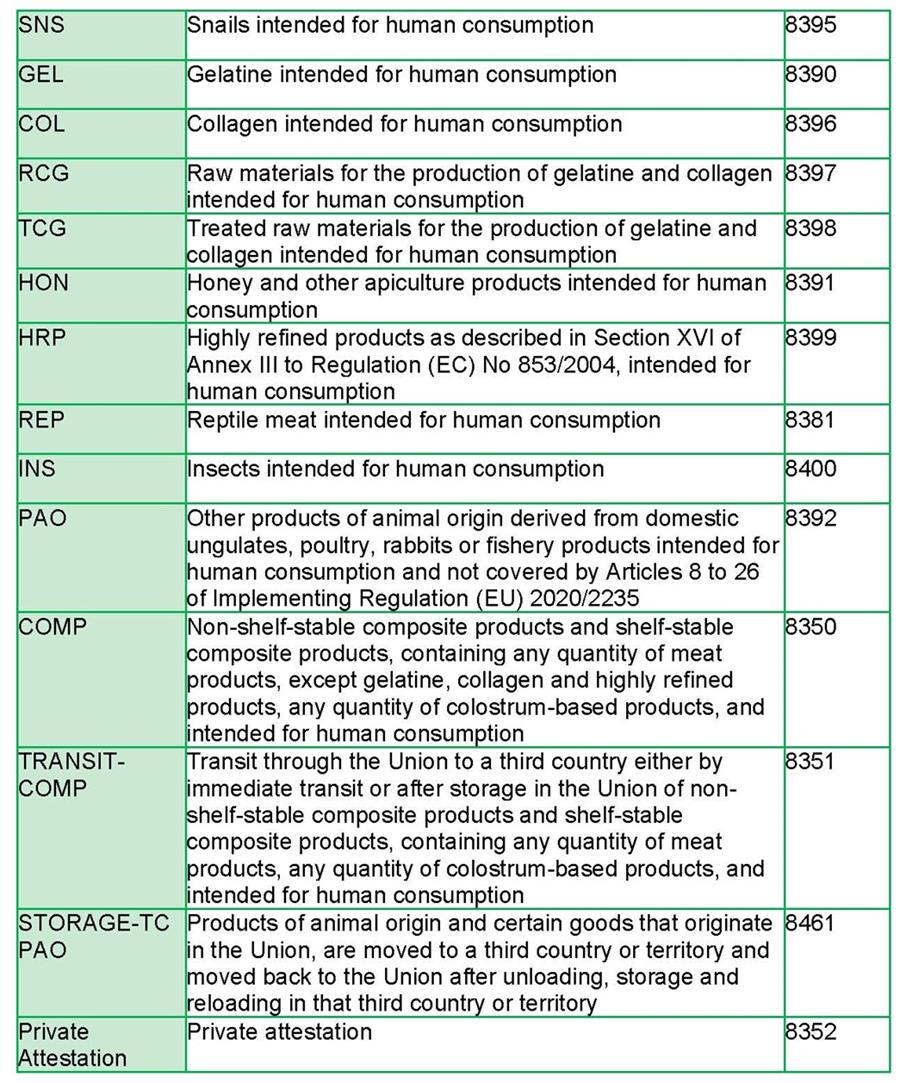 SNS Snails intended for human consumption 8395
GEL Gelatine intended for human consumption 8390
COL Collagen intended for human consumption 8396
RCG Raw materials for the production of gelatine and collagen 8397
intended for human consumption
TCG Treated raw materials for the production of gelatine and 8398
collagen intended for human consumption
HON Honey and other apiculture products intended for human 8391
consumption
HRP Highly refined products as described in Section XVI of 8399
Annex III to Regulation (EC) No 853/2004, intended for
human consumption
REP Reptile meat intended for human consumption 8381
INS Insects intended for human consumption 8400
PAO Other products of animal origin derived from domestic 8392
ungulates, poultry, rabbits or fishery products intended for
human consumption and not covered by Articles 8 to 26
of Implementing Regulation (EU) 2020/2235
COMP Non-shelf-stable composite products and shelf-stable 8350
composite products, containing any quantity of meat
products, except gelatine, collagen and highly refined
products, any quantity of colostrum-based products, and
intended for human consumption
TRANSIT- Transit through the Union to a third country either by 8351
COMP immediate transit or after storage in the Union of non-
shelf-stable composite products and shelf-stable
composite products, containing any quantity of meat
products, any quantity of colostrum-based products, and
intended for human consumption
STORAGE-TC Products of animal origin and certain goods that originate 8461
PAO in the Union, are moved to a third country or territory and
moved back to the Union after unloading, storage and
reloading in that third country or territory
Private Private attestation 8352
Attestation